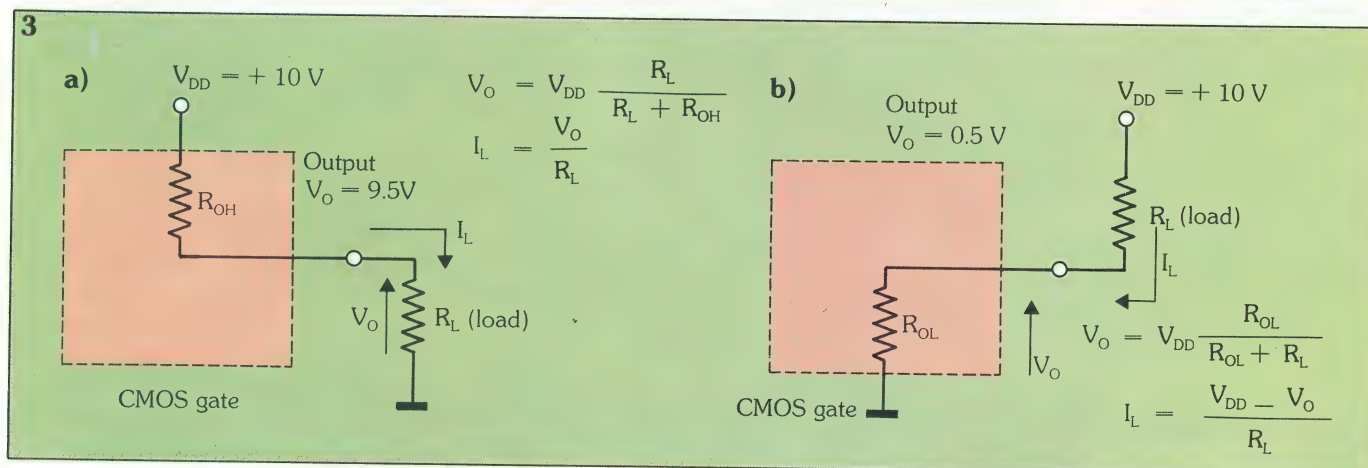 3
a)
V_DD = + 10 V
V_O = V_DD R_L / (R_L + R_OH)
I_L = V_O / R_L
Output
V_O = 9.5V
R_OH
I_L
V_O
R_L (load)
CMOS gate
b)
Output
V_O = 0.5 V
V_DD = + 10 V
R_L (load)
I_L
R_OL
V_O
V_O = V_DD R_OL / (R_OL + R_L)
I_L = (V_DD – V_O) / R_L
CMOS gate